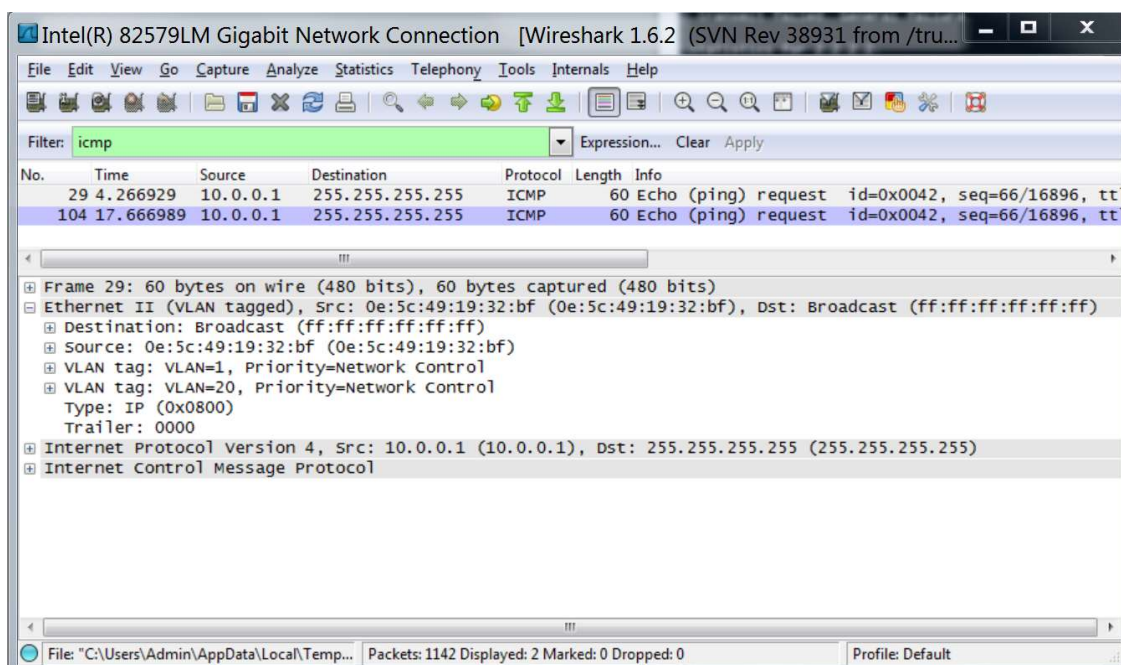 Intel(R) 82579LM Gigabit Network Connection [Wireshark 1.6.2 (SVN Rev 38931 from /tru...
File Edit View Go Capture Analyze Statistics Telephony Tools Internals Help
Filter: icmp Expression... Clear Apply
No. Time Source Destination Protocol Length Info
29 4.266929 10.0.0.1 255.255.255.255 ICMP 60 Echo (ping) request id=0x0042, seq=66/16896, tt
104 17.666989 10.0.0.1 255.255.255.255 ICMP 60 Echo (ping) request id=0x0042, seq=66/16896, tt
Frame 29: 60 bytes on wire (480 bits), 60 bytes captured (480 bits)
Ethernet II (VLAN tagged), Src: 0e:5c:49:19:32:bf (0e:5c:49:19:32:bf), Dst: Broadcast (ff:ff:ff:ff:ff:ff)
Destination: Broadcast (ff:ff:ff:ff:ff:ff)
Source: 0e:5c:49:19:32:bf (0e:5c:49:19:32:bf)
VLAN tag: VLAN=1, Priority=Network Control
VLAN tag: VLAN=20, Priority=Network Control
Type: IP (0x0800)
Trailer: 0000
Internet Protocol Version 4, Src: 10.0.0.1 (10.0.0.1), Dst: 255.255.255.255 (255.255.255.255)
Internet Control Message Protocol
File: "C:\Users\Admin\AppData\Local\Temp... Packets: 1142 Displayed: 2 Marked: 0 Dropped: 0 Profile: Default